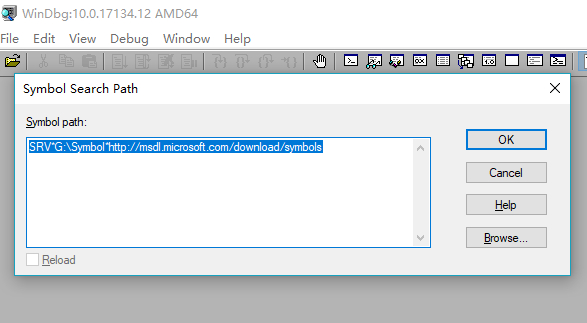 WinDbg:10.0.17134.12 AMD64
File Edit View Debug Window Help
Symbol Search Path
Symbol path:
SRV*G:\Symbol*http://msdl.microsoft.com/download/symbols
OK
Cancel
Help
Browse...
Reload